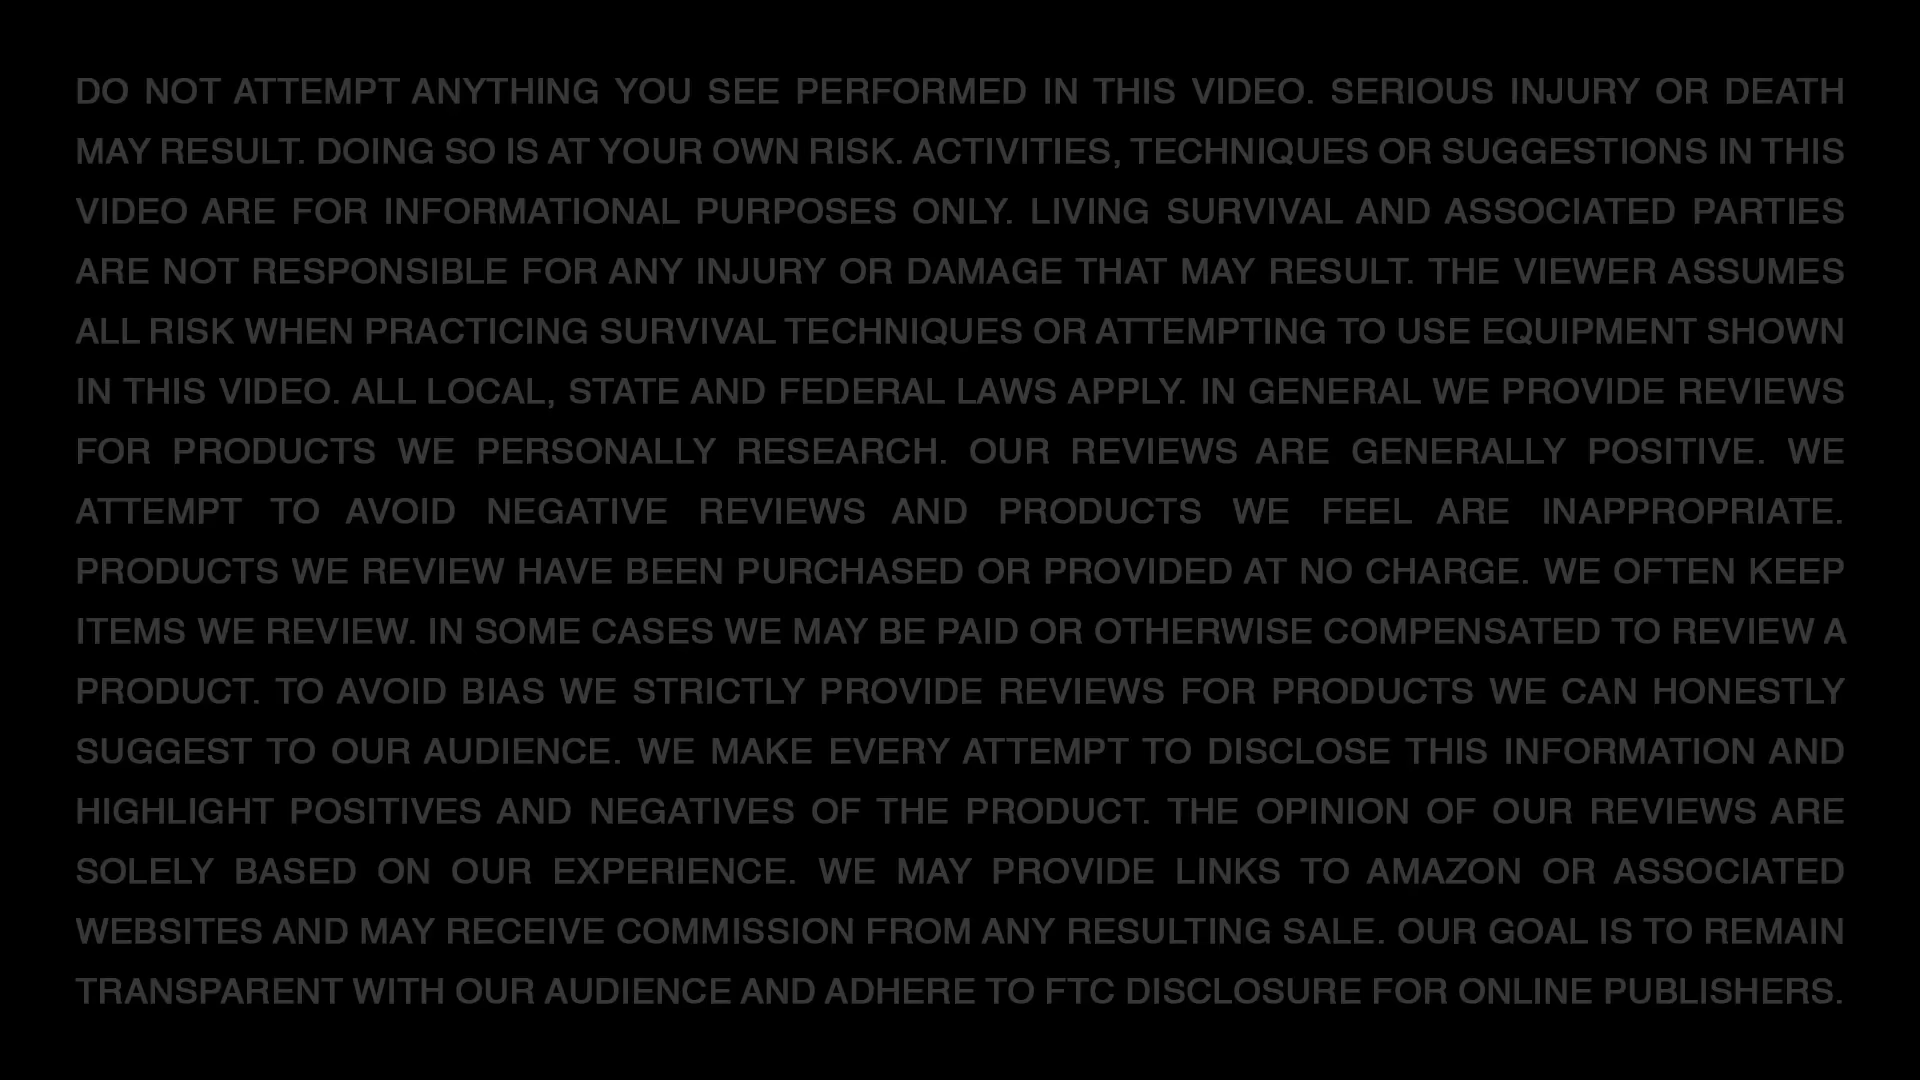 DO NOT ATTEMPT ANYTHING YOU SEE PERFORMED IN THIS VIDEO. SERIOUS INJURY OR DEATH
MAY RESULT. DOING SO IS AT YOUR OWN RISK. ACTIVITIES, TECHNIQUES OR SUGGESTIONS IN THIS
VIDEO ARE FOR INFORMATIONAL PURPOSES ONLY. LIVING SURVIVAL AND ASSOCIATED PARTIES
ARE NOT RESPONSIBLE FOR ANY INJURY OR DAMAGE THAT MAY RESULT. THE VIEWER ASSUMES
ALL RISK WHEN PRACTICING SURVIVAL TECHNIQUES OR ATTEMPTING TO USE EQUIPMENT SHOWN
IN THIS VIDEO. ALL LOCAL, STATE AND FEDERAL LAWS APPLY. IN GENERAL WE PROVIDE REVIEWS
FOR PRODUCTS WE PERSONALLY RESEARCH. OUR REVIEWS ARE GENERALLY POSITIVE. WE
ATTEMPT TO AVOID NEGATIVE REVIEWS AND PRODUCTS WE FEEL ARE INAPPROPRIATE.
PRODUCTS WE REVIEW HAVE BEEN PURCHASED OR PROVIDED AT NO CHARGE. WE OFTEN KEEP
ITEMS WE REVIEW. IN SOME CASES WE MAY BE PAID OR OTHERWISE COMPENSATED TO REVIEW A
PRODUCT. TO AVOID BIAS WE STRICTLY PROVIDE REVIEWS FOR PRODUCTS WE CAN HONESTLY
SUGGEST TO OUR AUDIENCE. WE MAKE EVERY ATTEMPT TO DISCLOSE THIS INFORMATION AND
HIGHLIGHT POSITIVES AND NEGATIVES OF THE PRODUCT. THE OPINION OF OUR REVIEWS ARE
SOLELY BASED ON OUR EXPERIENCE. WE MAY PROVIDE LINKS TO AMAZON OR ASSOCIATED
WEBSITES AND MAY RECEIVE COMMISSION FROM ANY RESULTING SALE. OUR GOAL IS TO REMAIN
TRANSPARENT WITH OUR AUDIENCE AND ADHERE TO FTC DISCLOSURE FOR ONLINE PUBLISHERS.